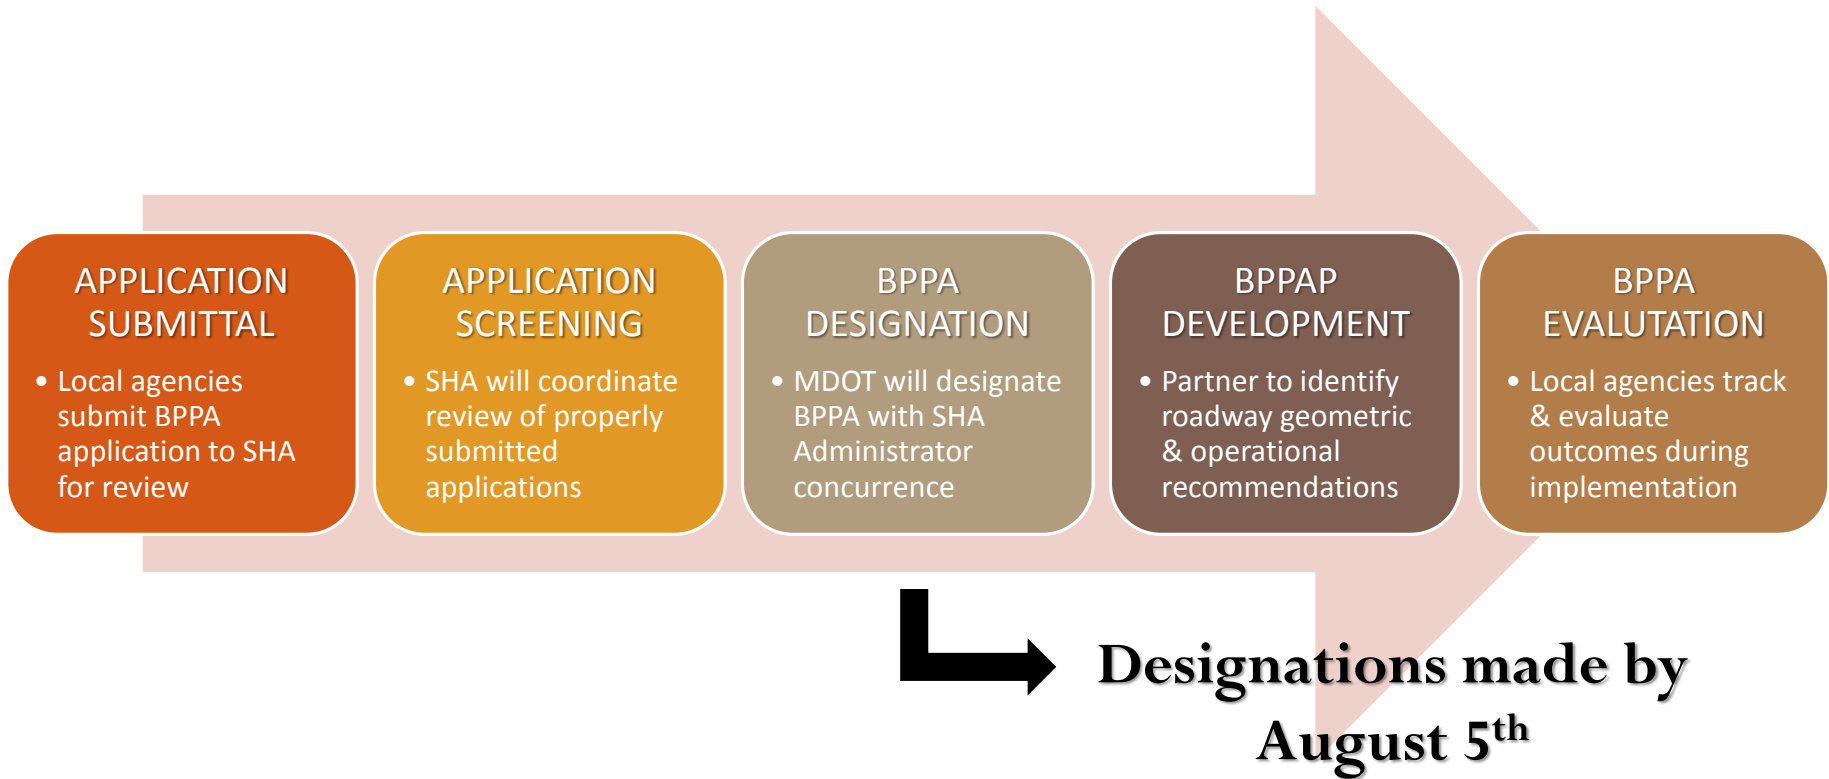 APPLICATION
SUBMITTAL
• Local agencies
submit BPPA
application to SHA
for review
APPLICATION
SCREENING
• SHA will coordinate
review of properly
submitted
applications
BPPA
DESIGNATION
• MDOT will designate
BPPA with SHA
Administrator
concurrence
BPPAP
DEVELOPMENT
• Partner to identify
roadway geometric
& operational
recommendations
BPPA
EVALUTATION
• Local agencies track
& evaluate
outcomes during
implementation
Designations made by
August 5th